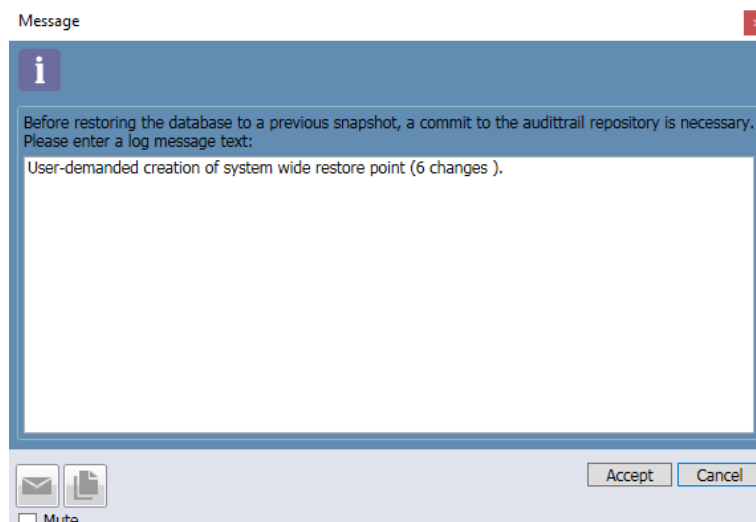 Message
i
Before restoring the database to a previous snapshot, a commit to the audittrail repository is necessary.
Please enter a log message text:
User-demanded creation of system wide restore point (6 changes ).
Accept
Cancel
Mute